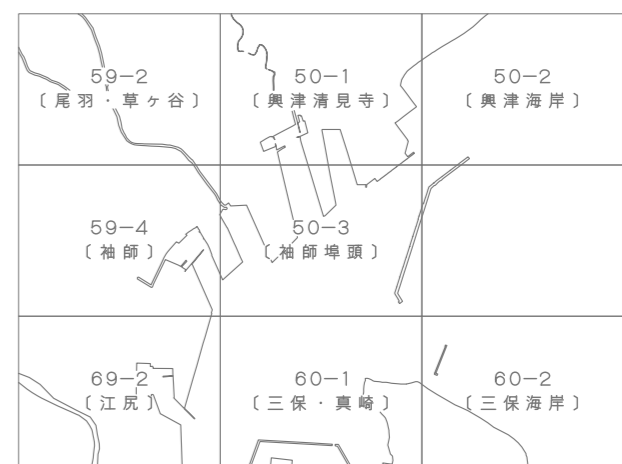 59-2
〔尾羽・草ヶ谷〕
50-1
〔興津清見寺〕
50-2
〔興津海岸〕
59-4
〔袖師〕
50-3
〔袖師埠頭〕
69-2
〔江尻〕
60-1
〔三保・真崎〕
60-2
〔三保海岸〕